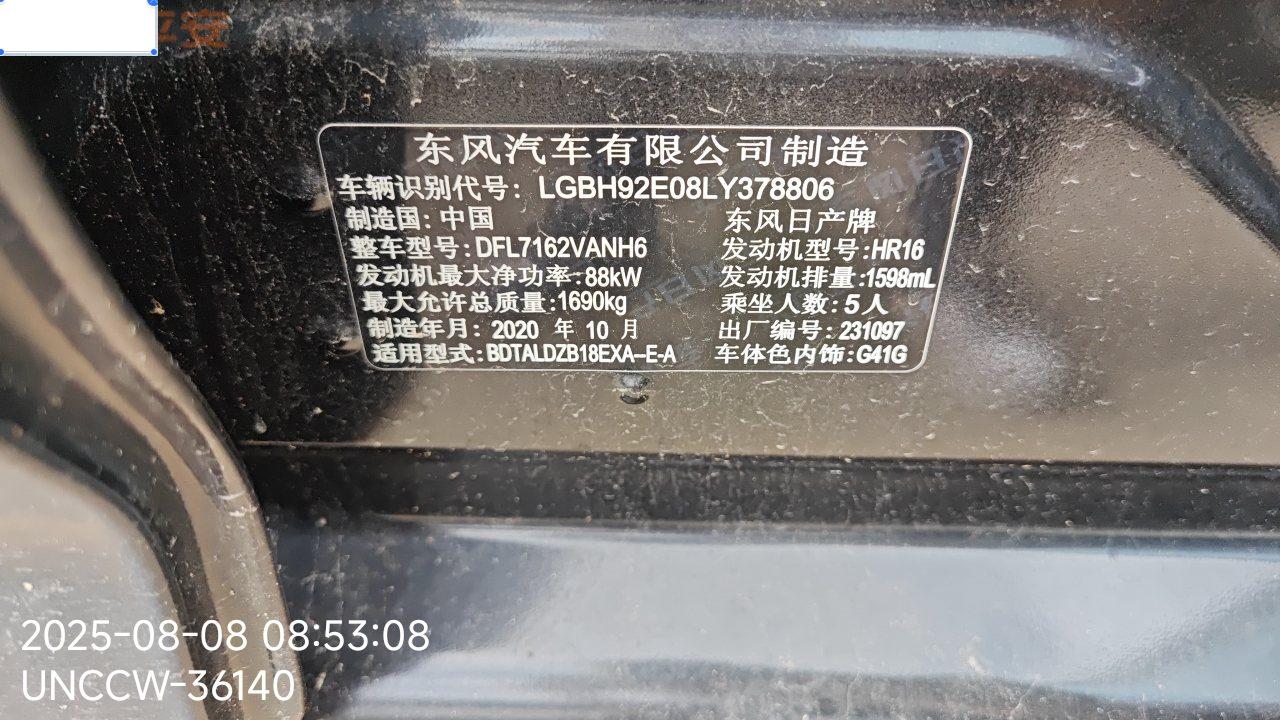 平安
东风汽车有限公司制造
车辆识别代号: LGBH92E08LY378806
制造国: 中国 东风日产牌
整车型号:DFL7162VANH6 发动机型号:HR16
发动机最大净功率:88kW 发动机排量:1598mL
最大允许总质量:1690kg 乘坐人数: 5 人
制造年月: 2020 年 10 月 出厂编号: 231097
适用型式:BDTALDZB18EXA-E-A 车体色内饰:G41G
2025-08-08 08:53:08
UNCCW-36140